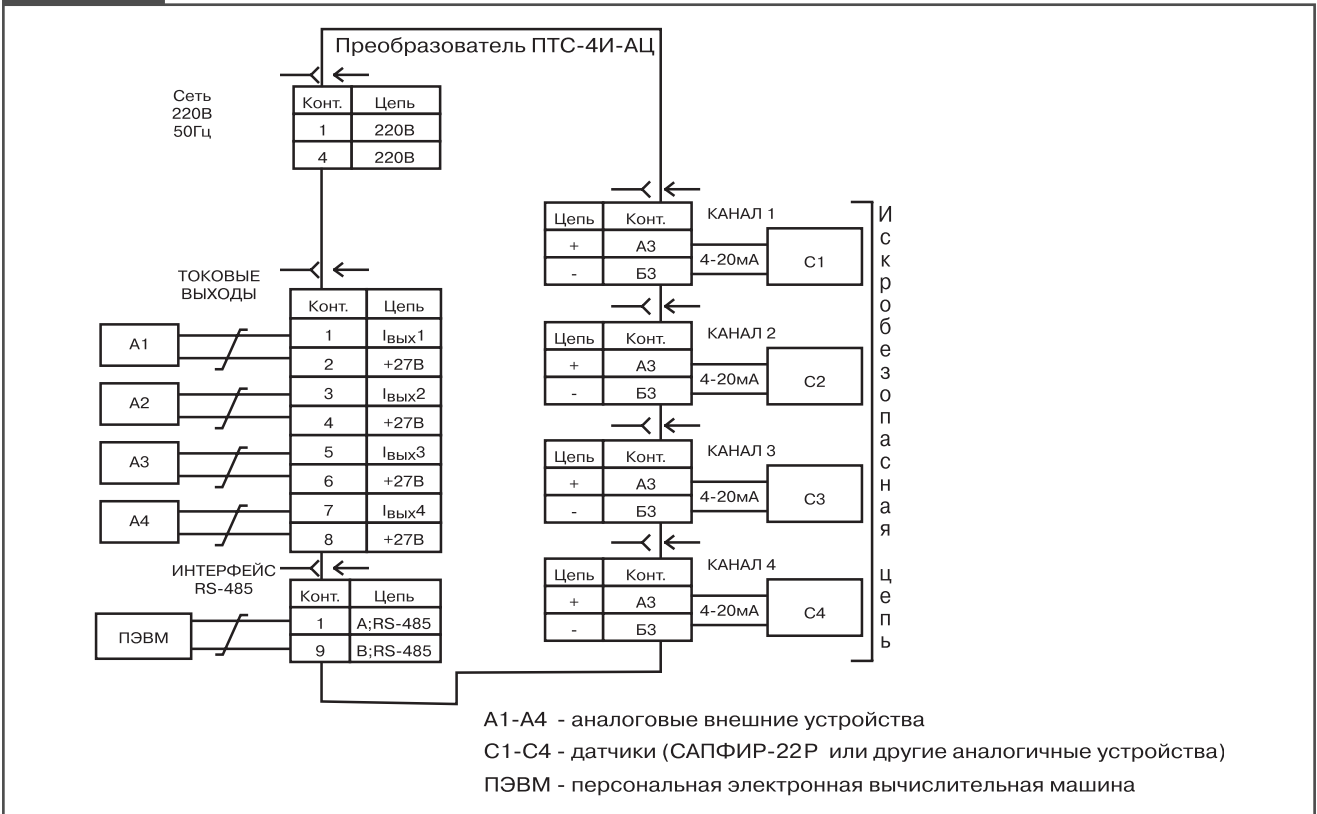 Преобразователь ПТС-4И-АЦ
Сеть
220В
50Гц
Конт. Цепь
1 220В
4 220В
ТОКОВЫЕ
ВЫХОДЫ
Конт. Цепь
1 Iвых1
2 +27В
3 Iвых2
4 +27В
5 Iвых3
6 +27В
7 Iвых4
8 +27В
А1
А2
А3
А4
ИНТЕРФЕЙС
RS-485
Конт. Цепь
1 A;RS-485
9 B;RS-485
ПЭВМ
КАНАЛ 1
Цепь Конт.
+ А3
- Б3
4-20мА
С1
КАНАЛ 2
Цепь Конт.
+ А3
- Б3
4-20мА
С2
КАНАЛ 3
Цепь Конт.
+ А3
- Б3
4-20мА
С3
КАНАЛ 4
Цепь Конт.
+ А3
- Б3
4-20мА
С4
Искробезопасная цепь
А1-А4 - аналоговые внешние устройства
С1-С4 - датчики (САПФИР-22Р или другие аналогичные устройства)
ПЭВМ - персональная электронная вычислительная машина